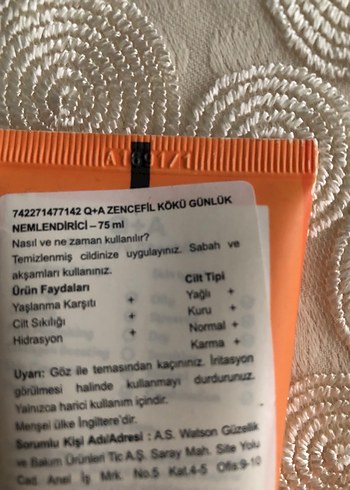 A1691/1
742271477142 Q+A ZENCEFİL KÖKÜ GÜNLÜK
NEMLENDİRİCİ – 75 ml
Nasıl ve ne zaman kullanılır?
Temizlenmiş cildinize uygulayınız. Sabah ve
akşamları kullanınız.
Ürün Faydaları Cilt Tipi
Yaşlanma Karşıtı + Yağlı +
Cilt Sıkılığı + Kuru +
Hidrasyon + Normal +
Karma +
Uyarı: Göz ile temasından kaçınınız. İritasyon
görülmesi halinde kullanmayı durdurunuz.
Yalnızca harici kullanım içindir.
Menşei ülke İngiltere'dir.
Sorumlu Kişi Adı/Adresi : A.S. Watson Güzellik
ve Bakım Ürünleri Tic A.Ş. Saray Mah. Site Yolu
Cad. Anel İş Mrk. No.5 Kat.4-5 Ofis:9-10